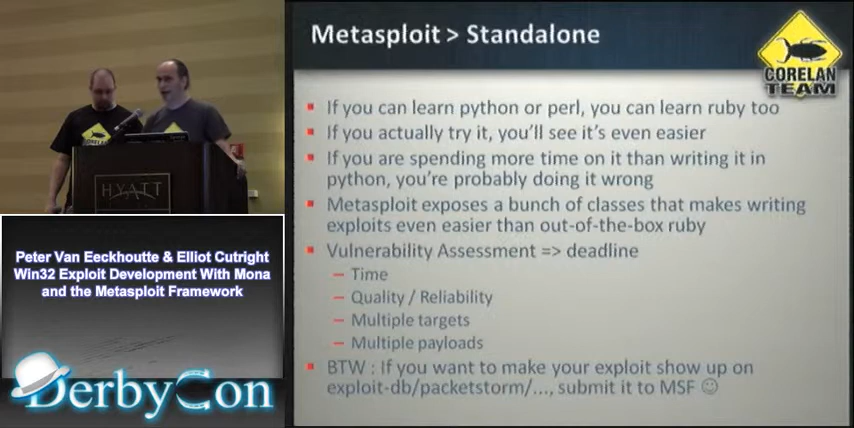 Metasploit > Standalone
CORELAN
TEAM
If you can learn python or perl, you can learn ruby too
If you actually try it, you'll see it's even easier
If you are spending more time on it than writing it in
python, you're probably doing it wrong
Metasploit exposes a bunch of classes that makes writing
exploits even easier than out-of-the-box ruby
Vulnerability Assessment => deadline
– Time
– Quality / Reliability
– Multiple targets
– Multiple payloads
BTW : If you want to make your exploit show up on
exploit-db/packetstorm/..., submit it to MSF ☺
CORELAN
HYATT
Peter Van Eeckhoutte & Elliot Cutright
Win32 Exploit Development With Mona
and the Metasploit Framework
DerbyCon